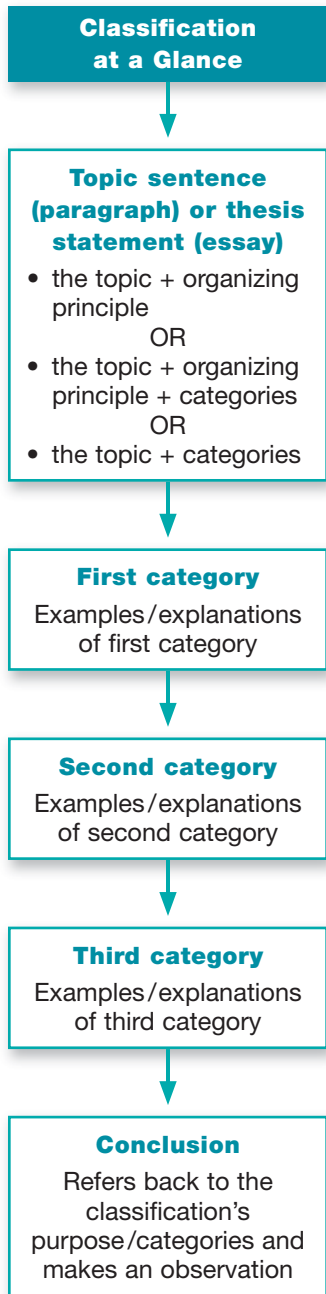 Classification
at a Glance
Topic sentence
(paragraph) or thesis
statement (essay)
• the topic + organizing
principle
OR
• the topic + organizing
principle + categories
OR
• the topic + categories
First category
Examples/explanations
of first category
Second category
Examples/explanations
of second category
Third category
Examples/explanations
of third category
Conclusion
Refers back to the
classification’s
purpose/categories and
makes an observation